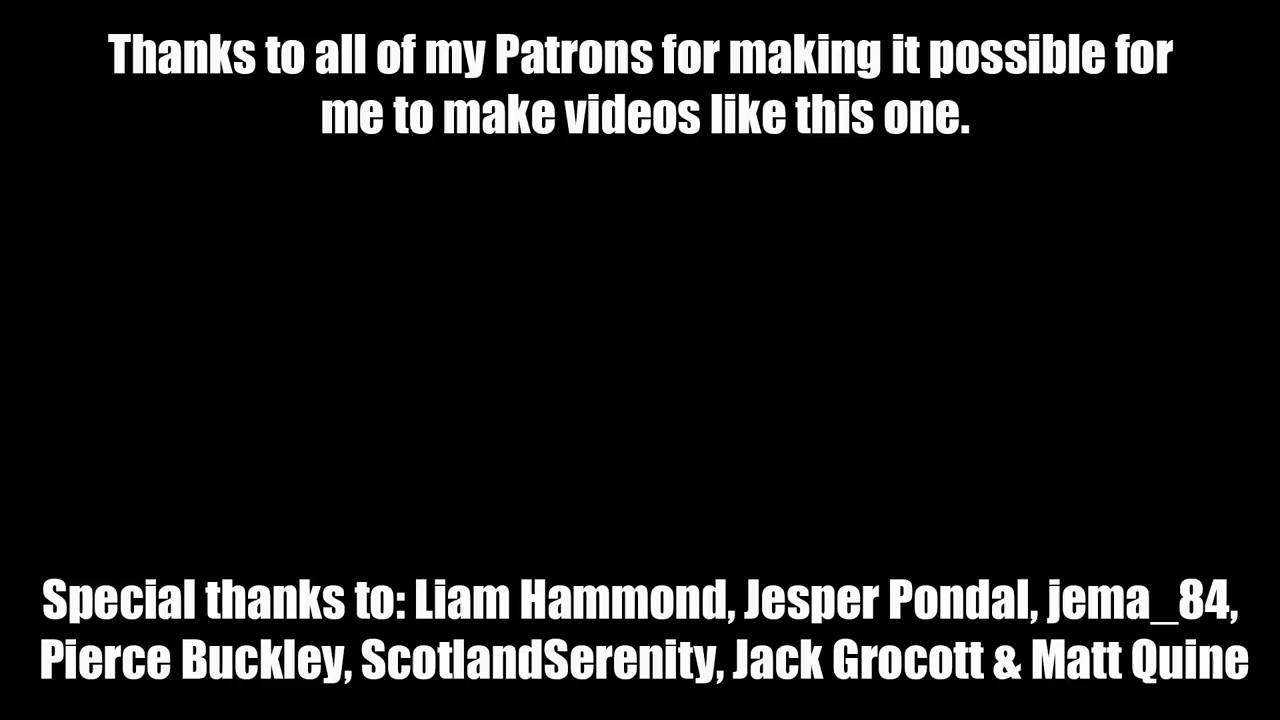 Thanks to all of my Patrons for making it possible for
me to make videos like this one.
Special thanks to: Liam Hammond, Jesper Pondal, jema_84,
Pierce Buckley, ScotlandSerenity, Jack Grocott & Matt Quine